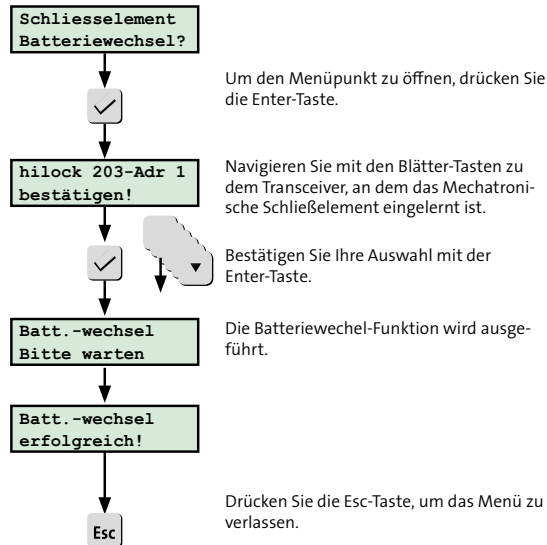 Schliesselement
Batteriewechsel?
Um den Menüpunkt zu öffnen, drücken Sie
die Enter-Taste.
hilock 203-Adr 1
bestätigen!
Navigieren Sie mit den Blätter-Tasten zu
dem Transceiver, an dem das Mechatroni-
sche Schließelement eingelernt ist.
Bestätigen Sie Ihre Auswahl mit der
Enter-Taste.
Batt.-wechsel
Bitte warten
Die Batteriewechel-Funktion wird ausge-
führt.
Batt.-wechsel
erfolgreich!
Drücken Sie die Esc-Taste, um das Menü zu
verlassen.
Esc